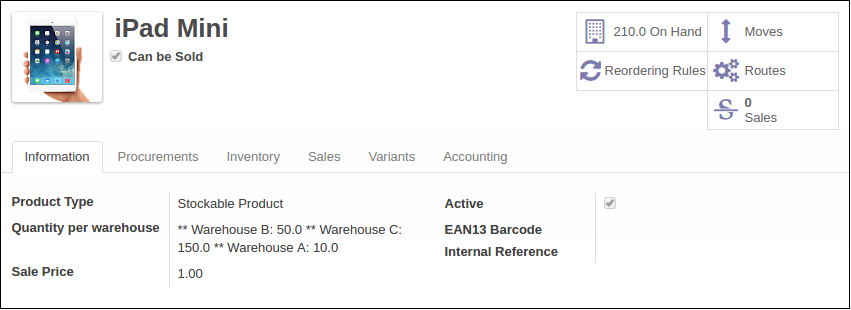 iPad Mini
Can be Sold
210.0 On Hand
Moves
Reordering Rules
Routes
0
Sales
Information Procurements Inventory Sales Variants Accounting
Product Type Stockable Product Active
Quantity per warehouse ** Warehouse B: 50.0 ** Warehouse C: EAN13 Barcode
150.0 ** Warehouse A: 10.0 Internal Reference
Sale Price 1.00